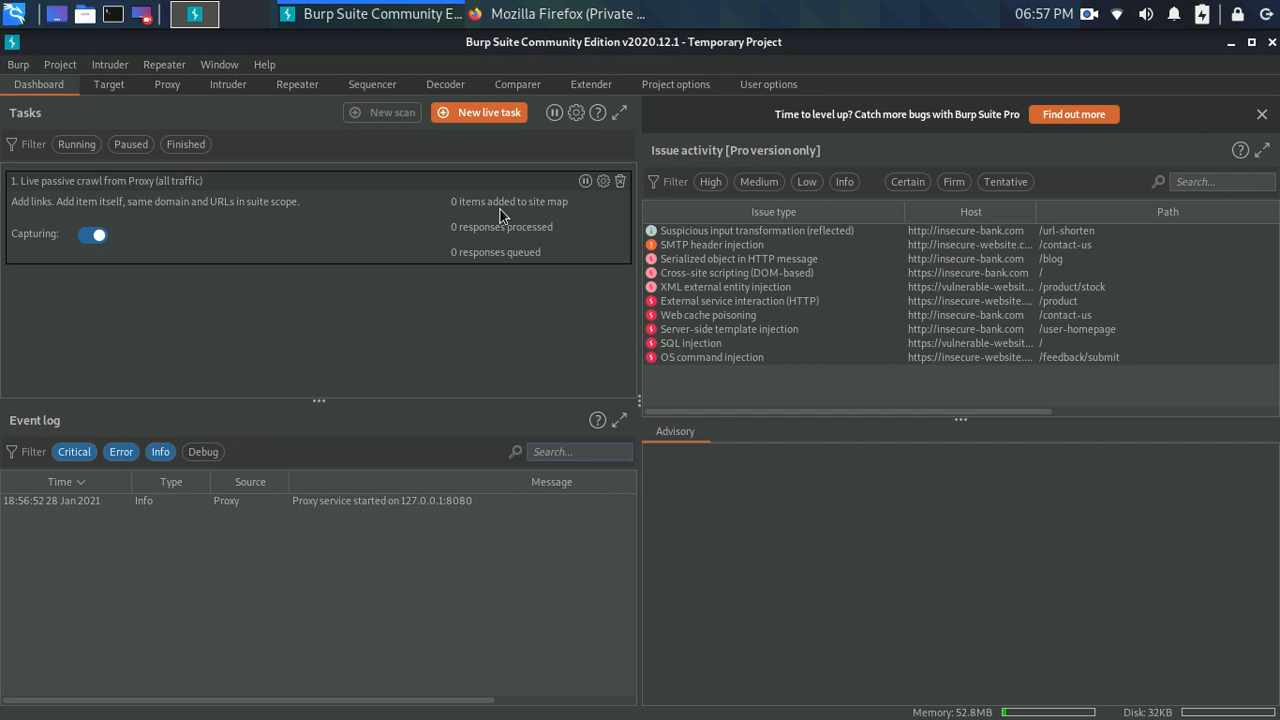 Burp Suite Community E...
Mozilla Firefox (Private ...
06:57 PM
Burp Suite Community Edition v2020.12.1 - Temporary Project
Burp Project Intruder Repeater Window Help
Dashboard Target Proxy Intruder Repeater Sequencer Decoder Comparer Extender Project options User options
Tasks
New scan
New live task
Filter Running Paused Finished
1. Live passive crawl from Proxy (all traffic)
Add links. Add item itself, same domain and URLs in suite scope.
0 items added to site map
0 responses processed
Capturing:
0 responses queued
Event log
Filter Critical Error Info Debug Search...
Time Type Source Message
18:56:52 28 Jan 2021 Info Proxy Proxy service started on 127.0.0.1:8080
Time to level up? Catch more bugs with Burp Suite Pro
Find out more
Issue activity [Pro version only]
Filter High Medium Low Info Certain Firm Tentative Search...
Issue type Host Path
Suspicious input transformation (reflected) http://insecure-bank.com /url-shorten
SMTP header injection http://insecure-website.c... /contact-us
Serialized object in HTTP message http://insecure-bank.com /blog
Cross-site scripting (DOM-based) http://insecure-bank.com /
XML external entity injection https://vulnerable-websit... /product/stock
External service interaction (HTTP) https://insecure-website.... /product
Web cache poisoning http://insecure-bank.com /contact-us
Server-side template injection http://insecure-bank.com /user-homepage
SQL injection https://vulnerable-websit... /
OS command injection https://insecure-website.... /feedback/submit
Advisory
Memory: 52.8MB
Disk: 32KB